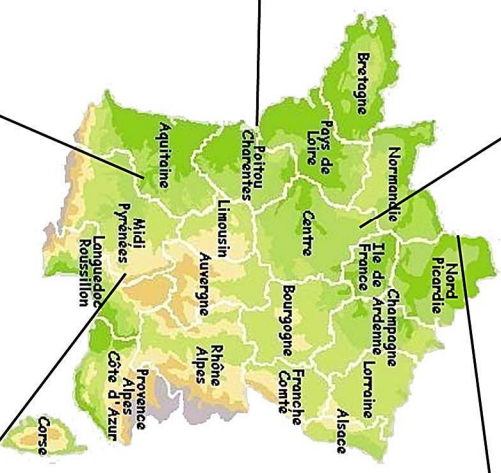 Nord
Picardie
Normandie
Bretagne
Ile de
France
Champagne
Ardenne
Lorraine
Alsace
Pays de
Loire
Centre
Bourgogne
Franche
Comté
Poitou
Charentes
Limousin
Auvergne
Rhône
Alpes
Aquitaine
Midi
Pyrénées
Languedoc
Roussillon
Provence
Alpes
Côte d'Azur
Corse